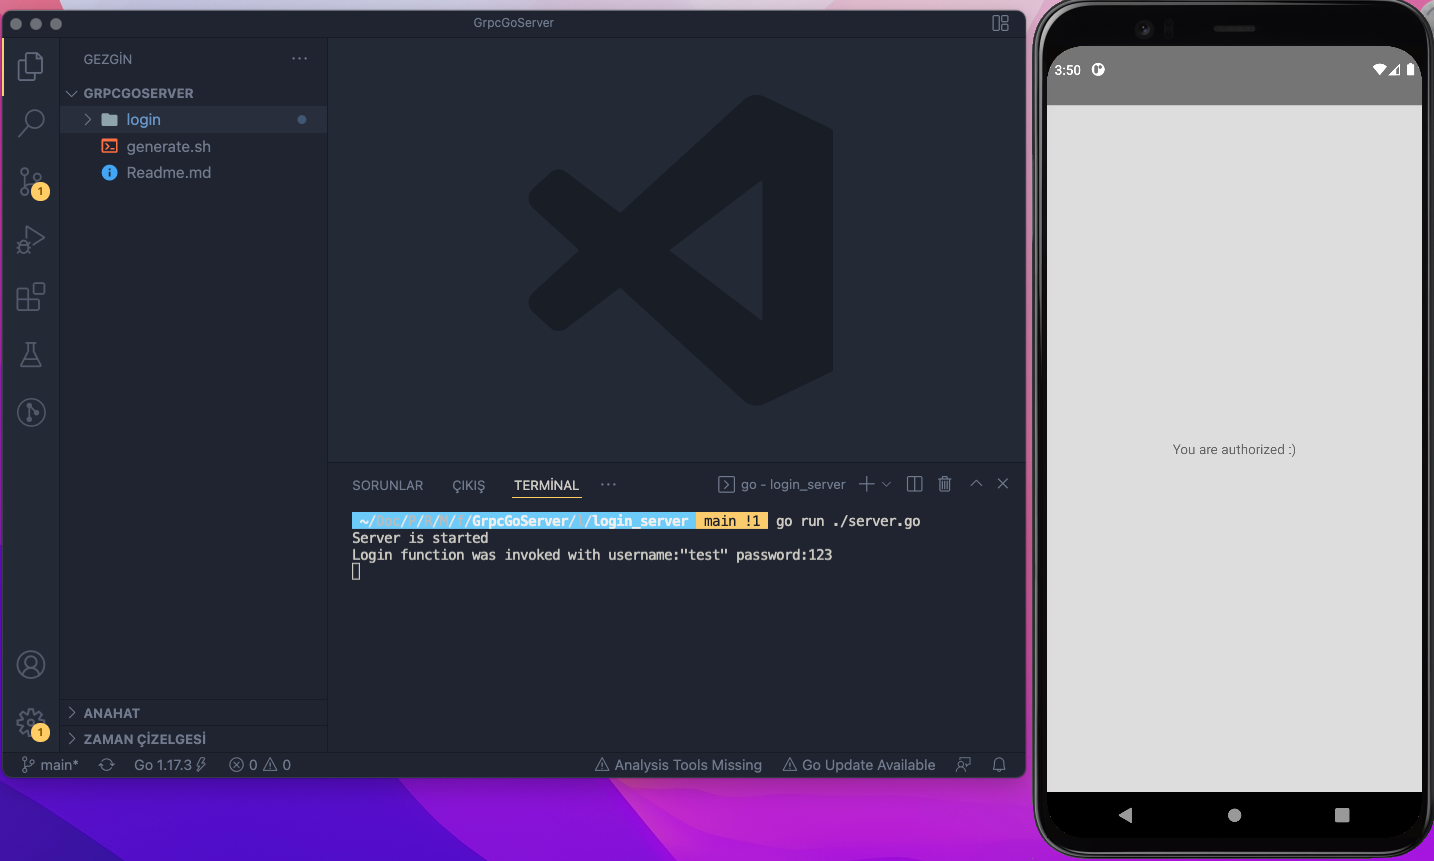 GrpcGoServer
GEZGİN
GRPCGOSERVER
login
generate.sh
Readme.md
1
SORUNLAR ÇIKIŞ TERMİNAL go - login_server
~/Doc/P/R/M/1/GrpcGoServer/l/login_server main !1 go run ./server.go
Server is started
Login function was invoked with username:"test" password:123
ANAHAT
1
ZAMAN ÇİZELGESİ
main* Go 1.17.3 0 0 Analysis Tools Missing Go Update Available
3:50
You are authorized :)